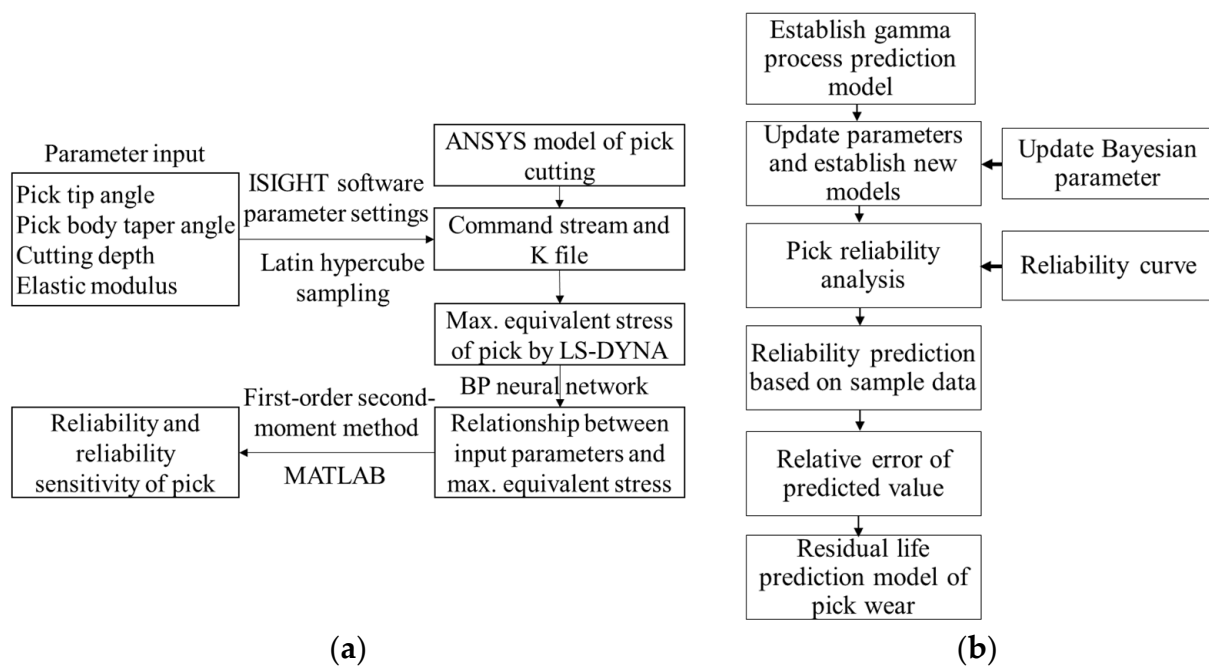 Parameter input
Pick tip angle
Pick body taper angle
Cutting depth
Elastic modulus
ISIGHT software
parameter settings
Latin hypercube
sampling
ANSYS model of pick
cutting
Command stream and
K file
Max. equivalent stress
of pick by LS-DYNA
BP neural network
Relationship between
input parameters and
max. equivalent stress
First-order second-
moment method
MATLAB
Reliability and
reliability
sensitivity of pick
(a)
Establish gamma
process prediction
model
Update parameters
and establish new
models
Update Bayesian
parameter
Pick reliability
analysis
Reliability curve
Reliability prediction
based on sample data
Relative error of
predicted value
Residual life
prediction model of
pick wear
(b)